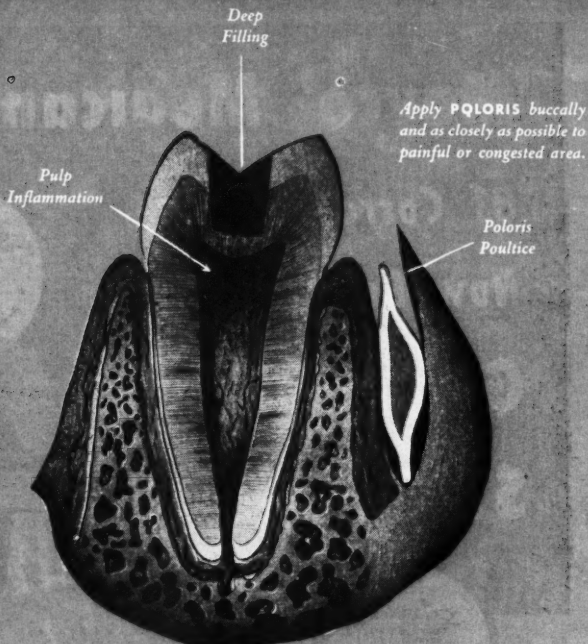 Deep
Filling
Apply POLORIS buccally
and as closely as possible to
painful or congested area.
Pulp
Inflammation
Poloris
Poultice